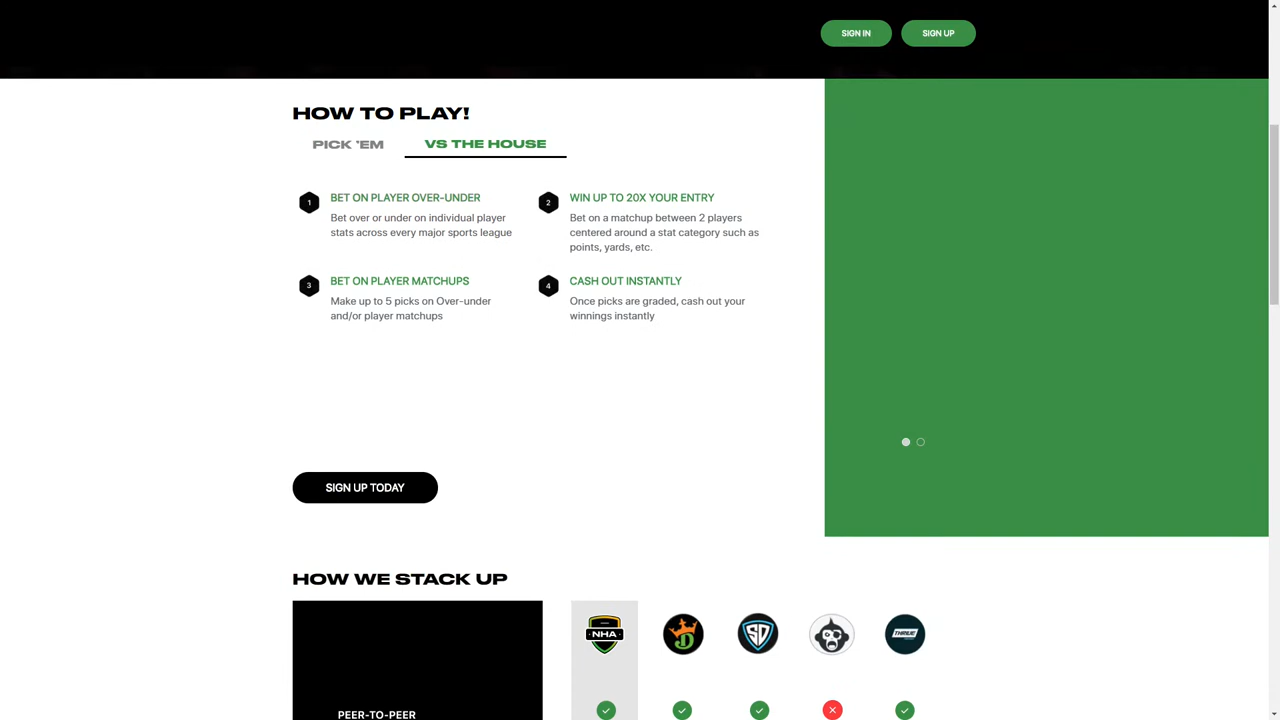 SIGN IN
SIGN UP
HOW TO PLAY!
PICK 'EM
VS THE HOUSE
1
BET ON PLAYER OVER-UNDER
Bet over or under on individual player
stats across every major sports league
2
WIN UP TO 20X YOUR ENTRY
Bet on a matchup between 2 players
centered around a stat category such as
points, yards, etc.
3
BET ON PLAYER MATCHUPS
Make up to 5 picks on Over-under
and/or player matchups
4
CASH OUT INSTANTLY
Once picks are graded, cash out your
winnings instantly
SIGN UP TODAY
HOW WE STACK UP
NHA
D
SD
THRIVE
PEER-TO-PEER